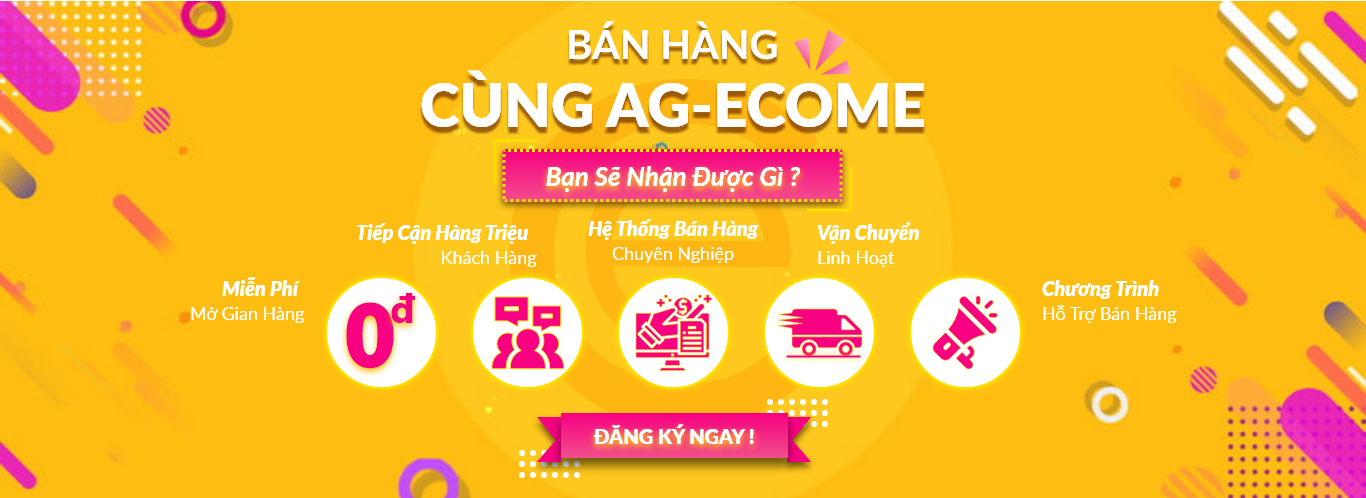 BÁN HÀNG
CÙNG AG-ECOME
Bạn Sẽ Nhận Được Gì ?
Miễn Phí
Mở Gian Hàng
0đ
Tiếp Cận Hàng Triệu
Khách Hàng
Hệ Thống Bán Hàng
Chuyên Nghiệp
Vận Chuyển
Linh Hoạt
Chương Trình
Hỗ Trợ Bán Hàng
ĐĂNG KÝ NGAY !